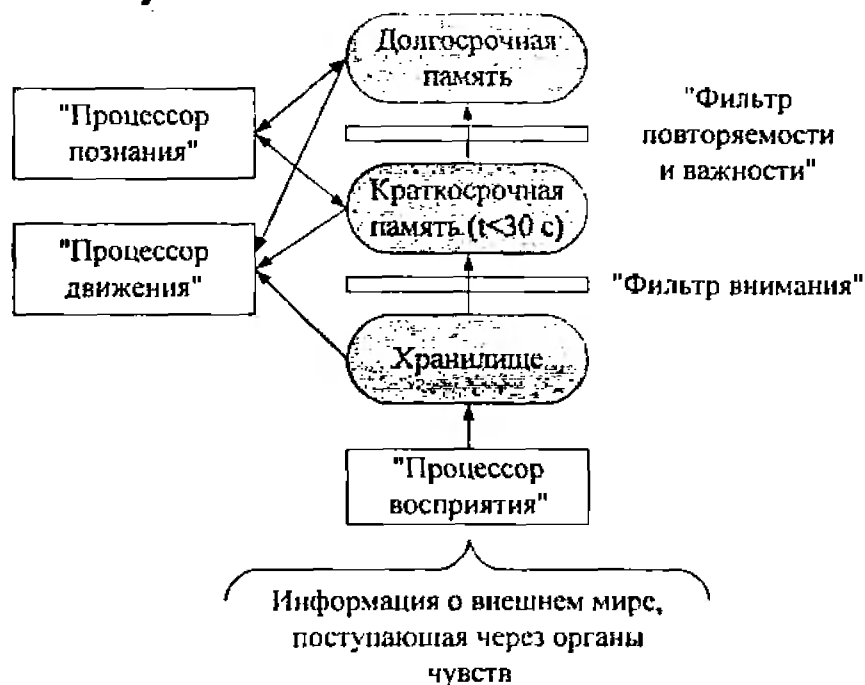 Долгосрочная
память
"Процессор
познания"
"Фильтр
повторяемости
и важности"
Краткосрочная
память (t<30 с)
"Процессор
движения"
"Фильтр внимания"
Хранилище
"Процессор
восприятия"
Информация о внешнем мире,
поступающая через органы
чувств